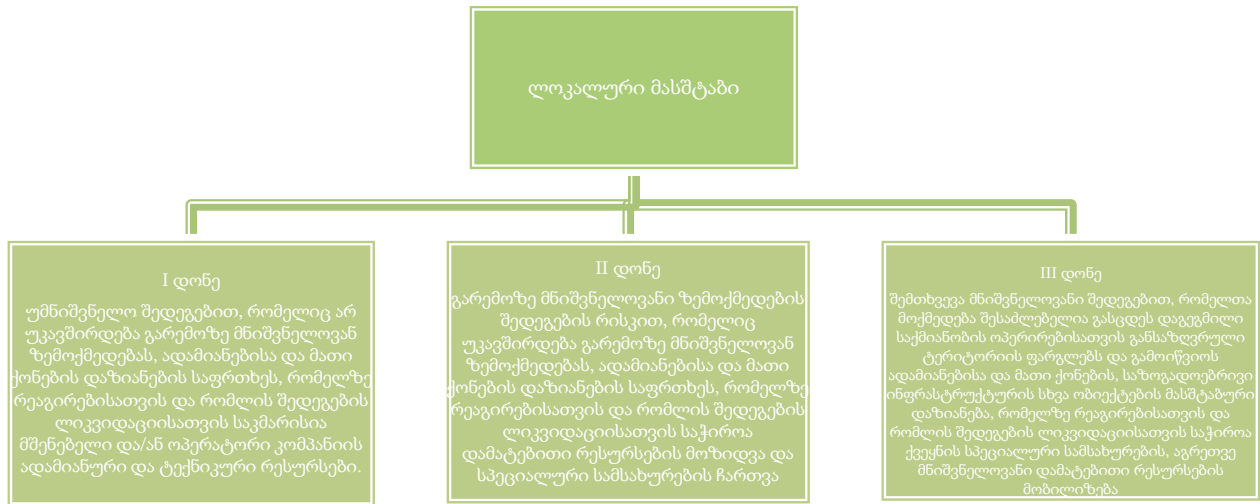 ლოკალური მასშტაბი
I დონე
უმნიშვნელო შედეგებით, რომელიც არ
უკავშირდება გარემოზე მნიშვნელოვან
ზემოქმედებას, ადამიანებისა და მათი
ქონების დაზიანების საფრთხეს, რომელზე
რეაგირებისათვის და რომლის შედეგების
ლიკვიდაციისათვის საკმარისია
მშენებელი და/ან ოპერატორი კომპანიის
ადამიანური და ტექნიკური რესურსები.
II დონე
გარემოზე მნიშვნელოვანი ზემოქმედების
შედეგების რისკით, რომელიც
უკავშირდება გარემოზე მნიშვნელოვან
ზემოქმედებას, ადამიანებისა და მათი
ქონების დაზიანების საფრთხეს, რომელზე
რეაგირებისათვის და რომლის შედეგების
ლიკვიდაციისათვის საჭიროა
დამატებითი რესურსების მოზიდვა და
სპეციალური სამსახურების ჩართვა
III დონე
შემთხვევა მნიშვნელოვანი შედეგებით, რომელთა
მოქმედება შესაძლებელია გასცდეს დაგეგმილი
საქმიანობის ოპერირებისათვის განსაზღვრული
ტერიტორიის ფარგლებს და გამოიწვიოს
ადამიანებისა და მათი ქონების, საზოგადოებრივი
ინფრასტრუქტურის სხვა ობიექტების მასშტაბური
დაზიანება, რომელზე რეაგირებისათვის და
რომლის შედეგების ლიკვიდაციისათვის საჭიროა
ქვეყნის სპეციალური სამსახურების, აგრეთვე
მნიშვნელოვანი დამატებითი რესურსების
მობილიზება